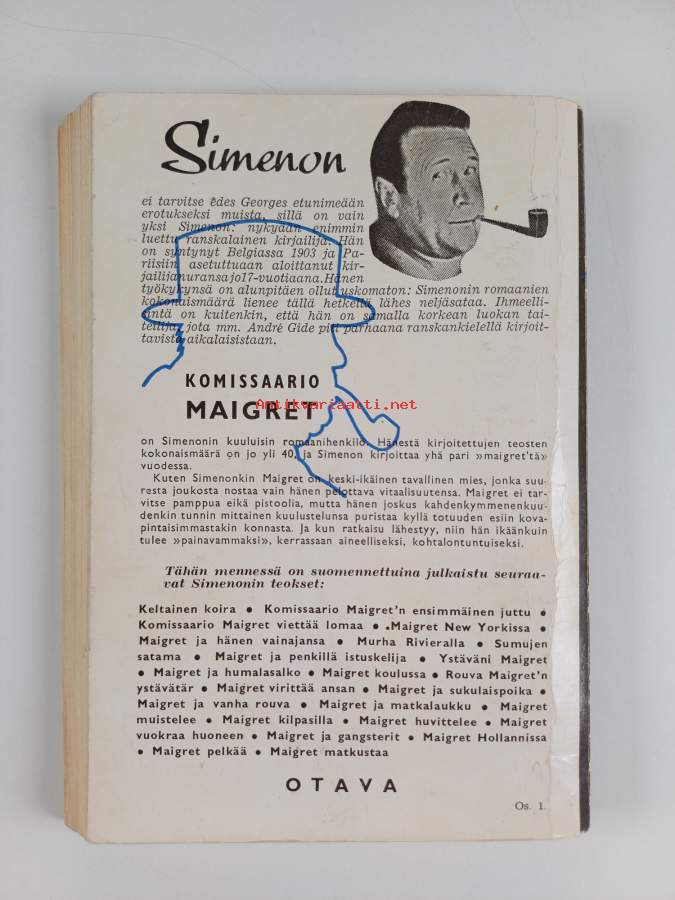 Simenon
ei tarvitse edes Georges etunimeään
erotukseksi muista, sillä on vain
yksi Simenon: nykyään enimmin
luettu ranskalainen kirjailija. Hän
on syntynyt Belgiassa 1903 ja Pa-
riisiin asetuttuaan aloittanut kir-
jailijanuransa jo 17-vuotiaana. Hänen
työkykynsä on alunpitäen ollut uskomaton: Simenonin romaanien
kokonaismäärä lienee tällä hetkellä lähes neljäsataa. Ihmeelli-
sintä on kuitenkin, että hän on samalla korkean luokan tai-
teilija, jota mm. André Gide piti parhaana ranskankielellä kirjoit-
tavista aikalaisistaan.
KOMISSAARIO
MAIGRET
Antikvariaatti.net
on Simenonin kuuluisin romaanihenkilö. Hänestä kirjoitettujen teosten
kokonaismäärä on jo yli 40, ja Simenon kirjoittaa yhä pari »maigret'tä»
vuodessa.
Kuten Simenonkin Maigret on keski-ikäinen tavallinen mies, jonka suu-
resta joukosta nostaa vain hänen pelottava vitaalisuutensa. Maigret ei tar-
vitse pamppua eikä pistoolia, mutta hänen joskus kahdenkymmenenkuu-
denkin tunnin mittainen kuulustelunsa puristaa kyllä totuuden esiin kova-
pintaisimmastakin konnasta. Ja kun ratkaisu lähestyy, niin hän ikäänkuin
tulee »painavammaksi», kerrassaan aineelliseksi, kohtalontuntuiseksi.
Tähän mennessä on suomennettuina julkaistu seuraa-
vat Simenonin teokset:
Keltainen koira • Komissaario Maigret'n ensimmäinen juttu •
Komissaario Maigret viettää lomaa • Maigret New Yorkissa •
Maigret ja hänen vainajansa • Murha Rivieralla • Sumujen
satama • Maigret ja penkillä istuskelija • Ystäväni Maigret
• Maigret ja humalasalko • Maigret koulussa • Rouva Maigret'n
ystävätär • Maigret virittää ansan • Maigret ja sukulaispoika •
Maigret ja vanha rouva • Maigret ja matkalaukku • Maigret
muistelee • Maigret kilpasilla • Maigret huvittelee • Maigret
vuokraa huoneen • Maigret ja gangsterit • Maigret Hollannissa
• Maigret pelkää • Maigret matkustaa
OTAVA
Os. 1.